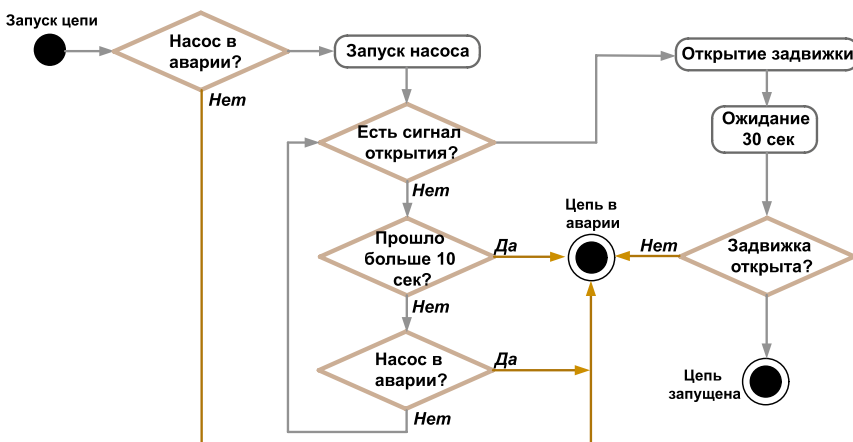 Запуск цепи
Насос в
аварии?
Нет
Запуск насоса
Открытие задвижки
Ожидание
30 сек
Есть сигнал
открытия?
Нет
Прошло
больше 10
сек?
Да
Нет
Насос в
аварии?
Да
Нет
Цепь в
аварии
Нет
Задвижка
открыта?
Цепь
запущена